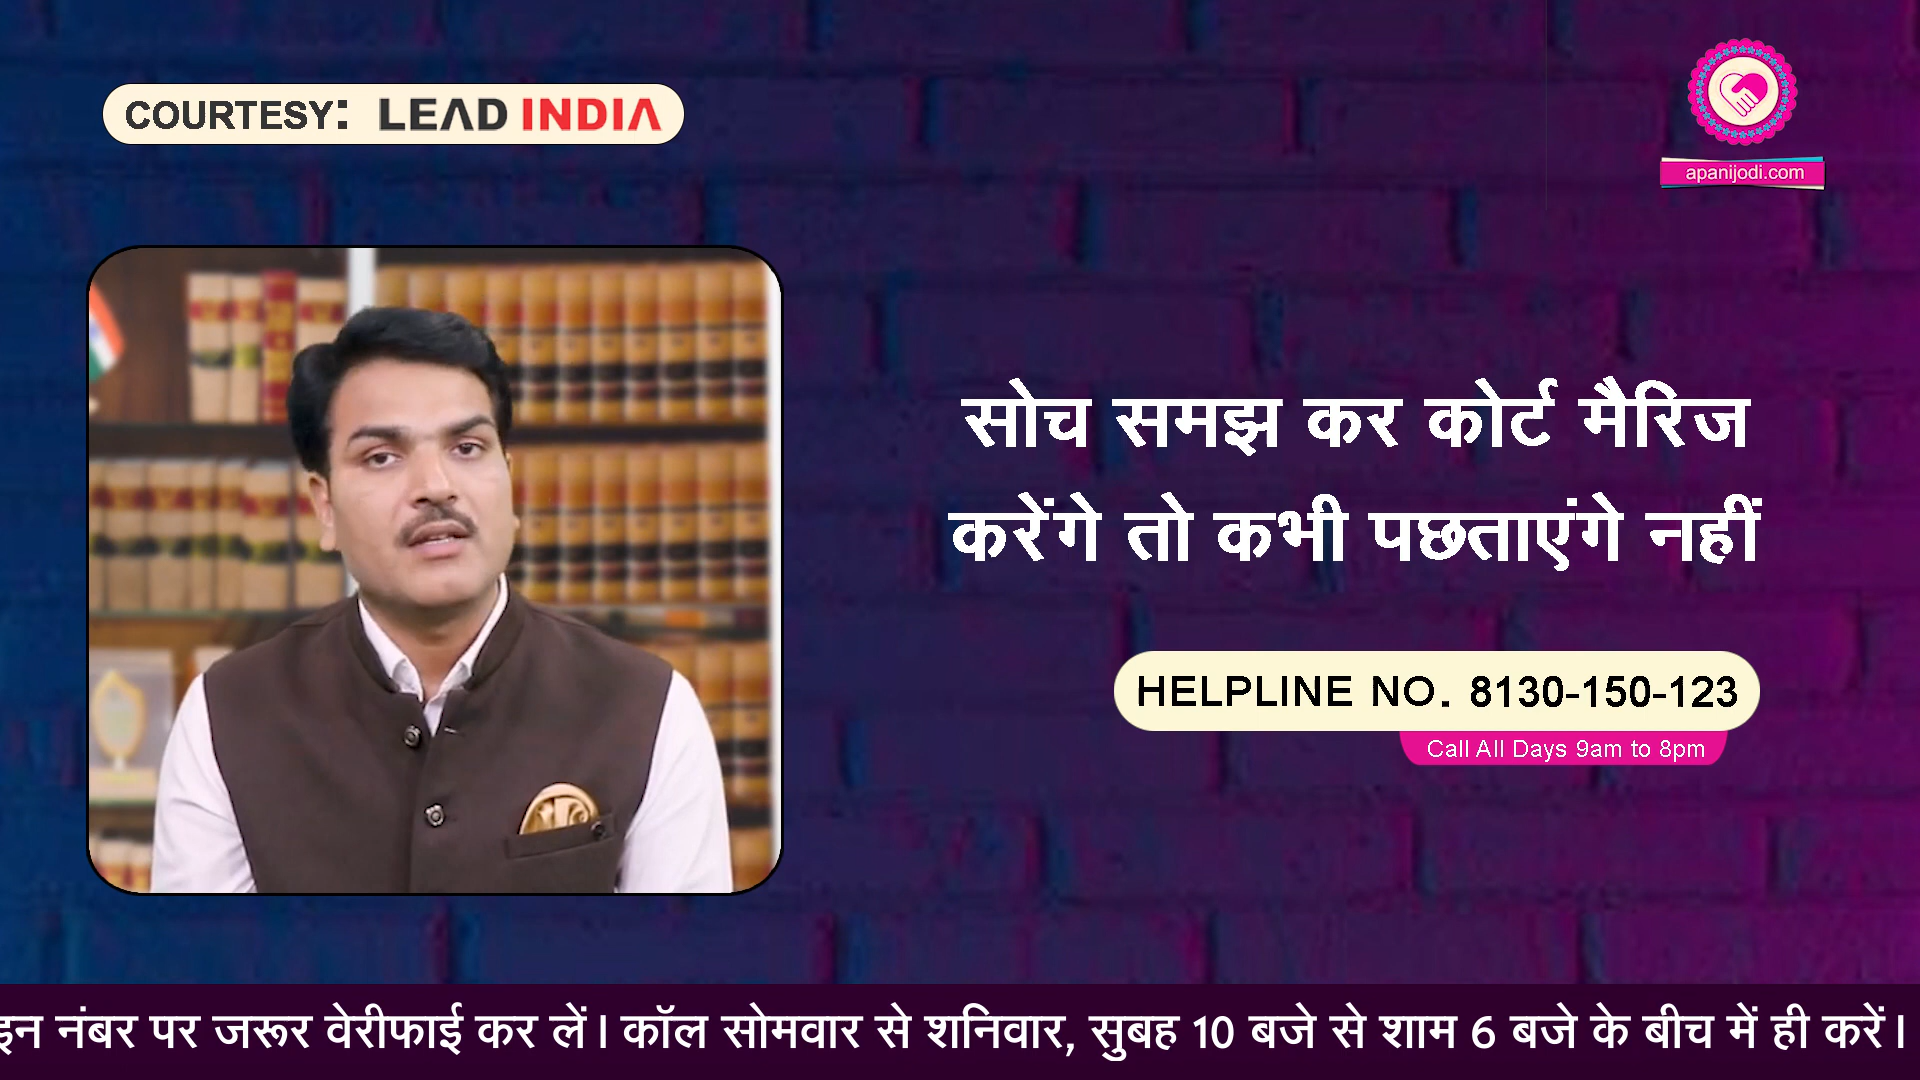 COURTESY: LEAD INDIA
apanijodi.com
सोच समझ कर कोर्ट मैरिज
करेंगे तो कभी पछताएंगे नहीं
HELPLINE NO. 8130-150-123
Call All Days 9am to 8pm
इन नंबर पर जरूर वेरीफाई कर लें। कॉल सोमवार से शनिवार, सुबह 10 बजे से शाम 6 बजे के बीच में ही करें।